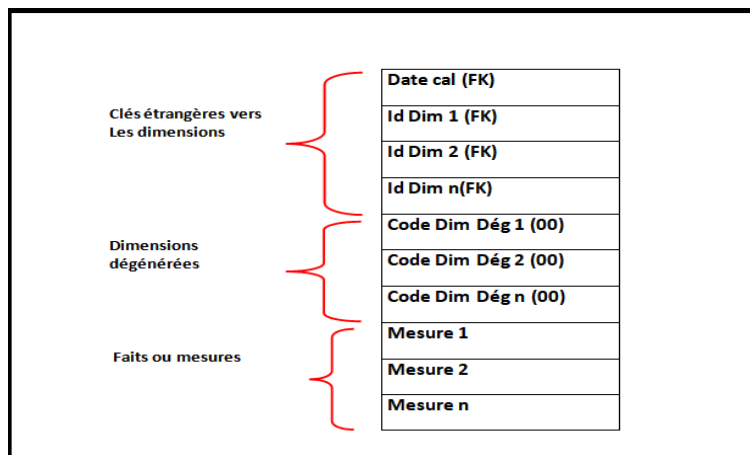 Clés étrangères vers
Les dimensions
Date cal (FK)
Id Dim 1 (FK)
Id Dim 2 (FK)
Id Dim n(FK)
Dimensions
dégénérées
Code Dim Dég 1 (00)
Code Dim Dég 2 (00)
Code Dim Dég n (00)
Faits ou mesures
Mesure 1
Mesure 2
Mesure n